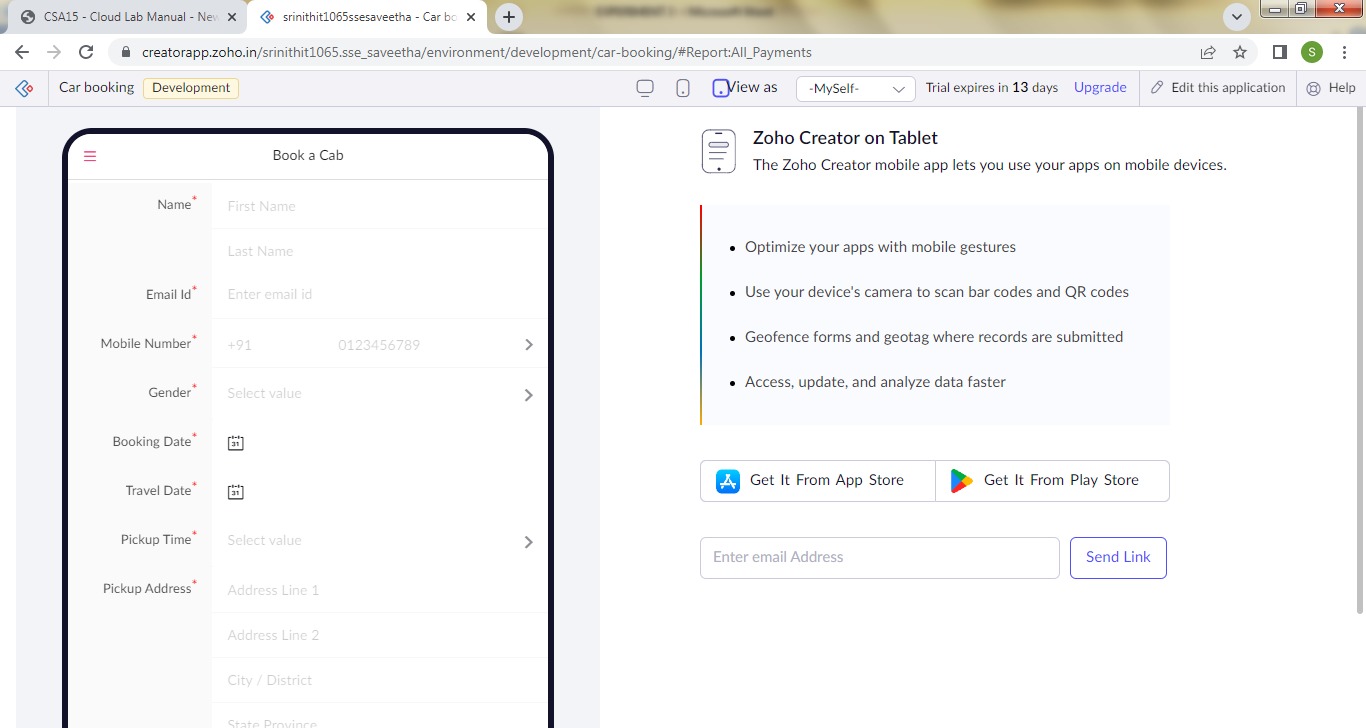 CSA15 - Cloud Lab Manual - Nev
srinithit1065ssesaveetha - Car bo
creatorapp.zoho.in/srinithit1065.sse_saveetha/environment/development/car-booking/#Report:All_Payments
S
Car booking
Development
View as
-MySelf-
Trial expires in 13 days
Upgrade
Edit this application
Help
Book a Cab
Name*
First Name
Last Name
Email Id*
Enter email id
Mobile Number*
+91 0123456789
Gender*
Select value
Booking Date*
31
Travel Date*
31
Pickup Time*
Select value
Pickup Address*
Address Line 1
Address Line 2
City / District
State Province
Zoho Creator on Tablet
The Zoho Creator mobile app lets you use your apps on mobile devices.
• Optimize your apps with mobile gestures
• Use your device's camera to scan bar codes and QR codes
• Geofence forms and geotag where records are submitted
• Access, update, and analyze data faster
Get It From App Store
Get It From Play Store
Enter email Address
Send Link